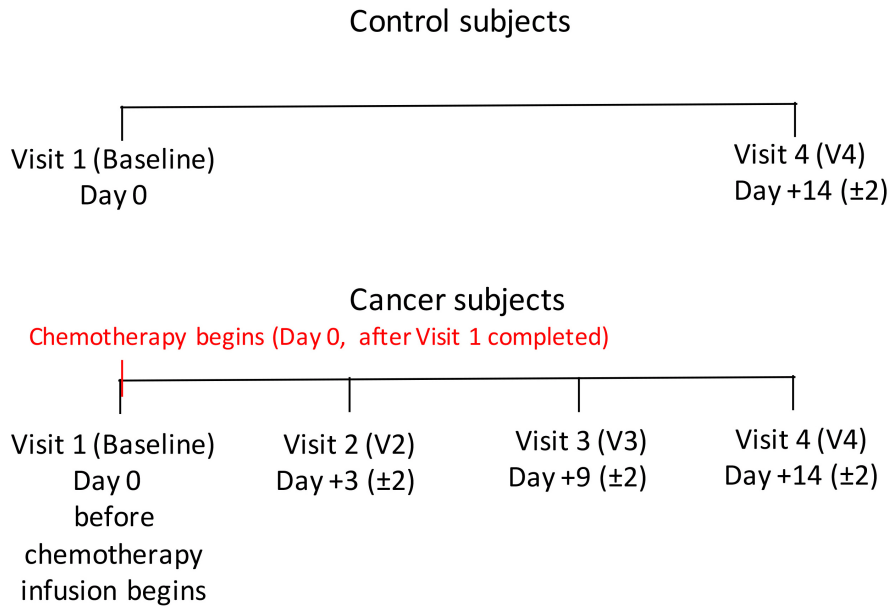 Control subjects
Visit 1 (Baseline)
Day 0
Visit 4 (V4)
Day +14 (±2)
Cancer subjects
Chemotherapy begins (Day 0, after Visit 1 completed)
Visit 1 (Baseline)
Day 0
before
chemotherapy
infusion begins
Visit 2 (V2)
Day +3 (±2)
Visit 3 (V3)
Day +9 (±2)
Visit 4 (V4)
Day +14 (±2)